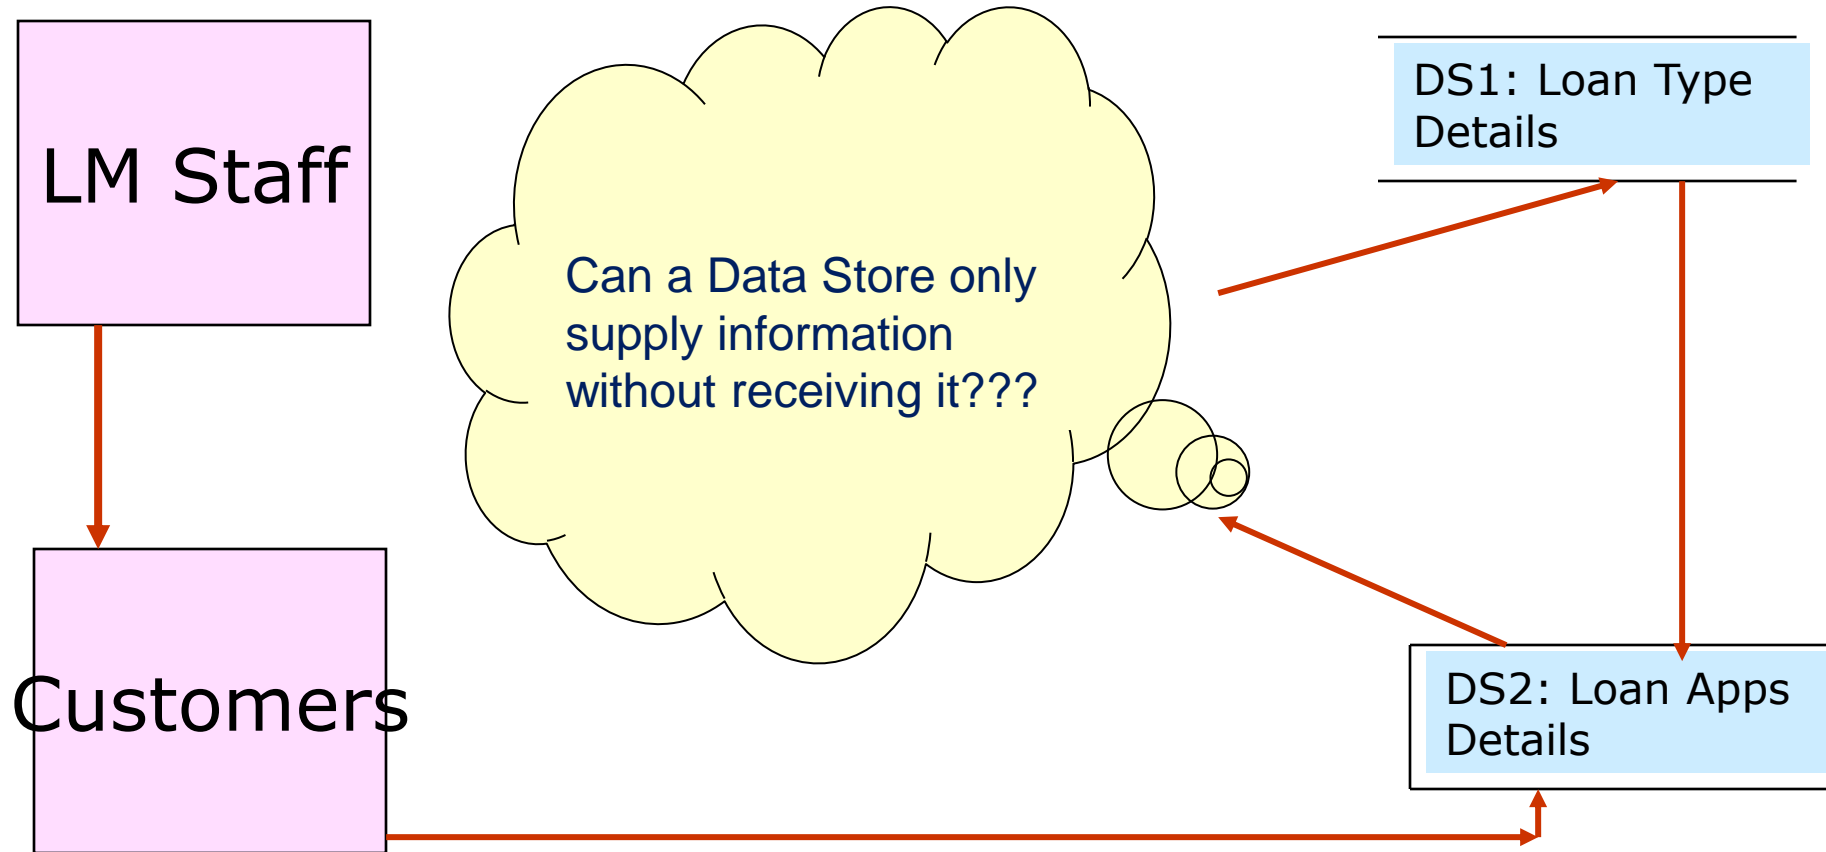 LM Staff
DS1: Loan Type
Details
Can a Data Store only
supply information
without receiving it???
Customers
DS2: Loan Apps
Details